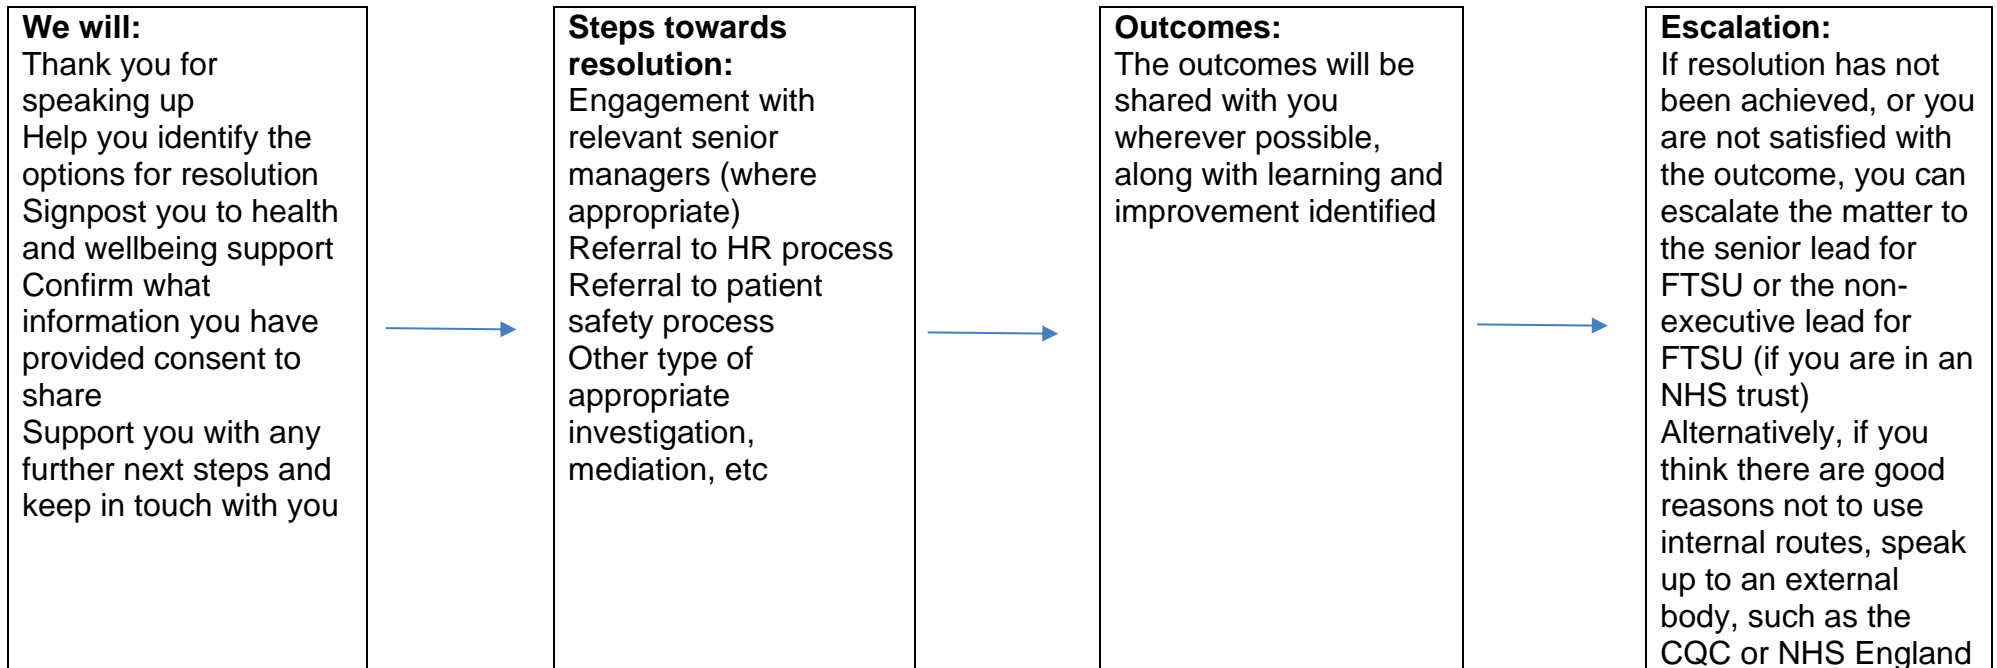 We will:
Thank you for
speaking up
Help you identify the
options for resolution
Signpost you to health
and wellbeing support
Confirm what
information you have
provided consent to
share
Support you with any
further next steps and
keep in touch with you
Steps towards
resolution:
Engagement with
relevant senior
managers (where
appropriate)
Referral to HR process
Referral to patient
safety process
Other type of
appropriate
investigation,
mediation, etc
Outcomes:
The outcomes will be
shared with you
wherever possible,
along with learning and
improvement identified
Escalation:
If resolution has not
been achieved, or you
are not satisfied with
the outcome, you can
escalate the matter to
the senior lead for
FTSU or the non-
executive lead for
FTSU (if you are in an
NHS trust)
Alternatively, if you
think there are good
reasons not to use
internal routes, speak
up to an external
body, such as the
CQC or NHS England